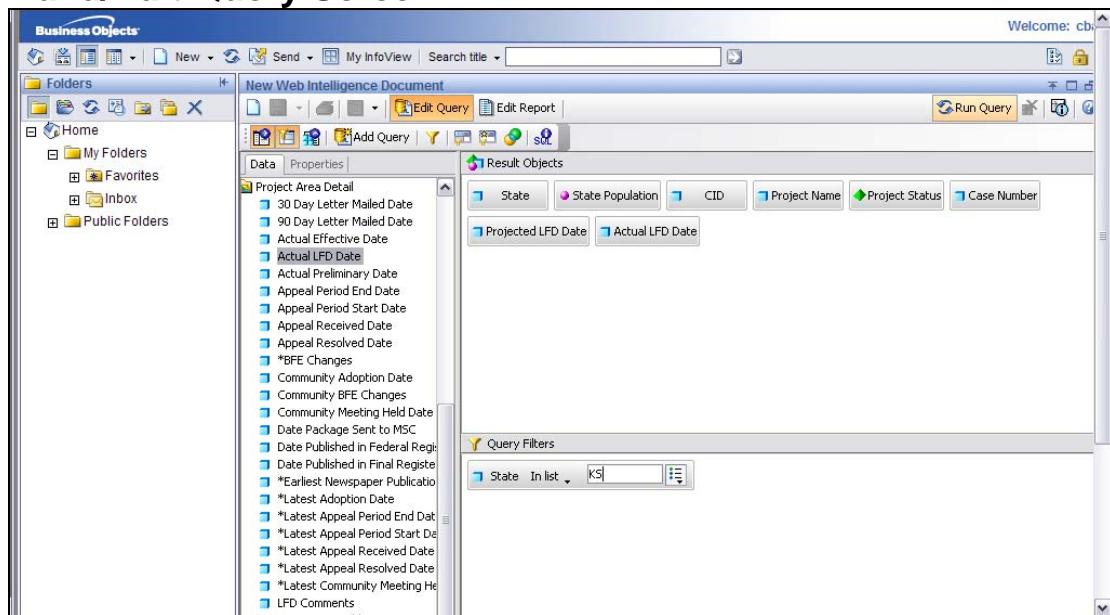 Business Objects
Welcome: cb
New Send My InfoView Search title
Folders
New Web Intelligence Document
Edit Query Edit Report Run Query
Home
My Folders
Favorites
Inbox
Public Folders
Add Query
SQL
Data Properties
Project Area Detail
30 Day Letter Mailed Date
90 Day Letter Mailed Date
Actual Effective Date
Actual LFD Date
Actual Preliminary Date
Appeal Period End Date
Appeal Period Start Date
Appeal Received Date
Appeal Resolved Date
*BFE Changes
Community Adoption Date
Community BFE Changes
Community Meeting Held Date
Date Package Sent to MSC
Date Published in Federal Regi
Date Published in Final Registe
*Earliest Newspaper Publicatio
*Latest Adoption Date
*Latest Appeal Period End Dat
*Latest Appeal Period Start Da
*Latest Appeal Received Date
*Latest Appeal Resolved Date
*Latest Community Meeting He
LFD Comments
Result Objects
State State Population CID Project Name Project Status Case Number
Projected LFD Date Actual LFD Date
Query Filters
State In list KS